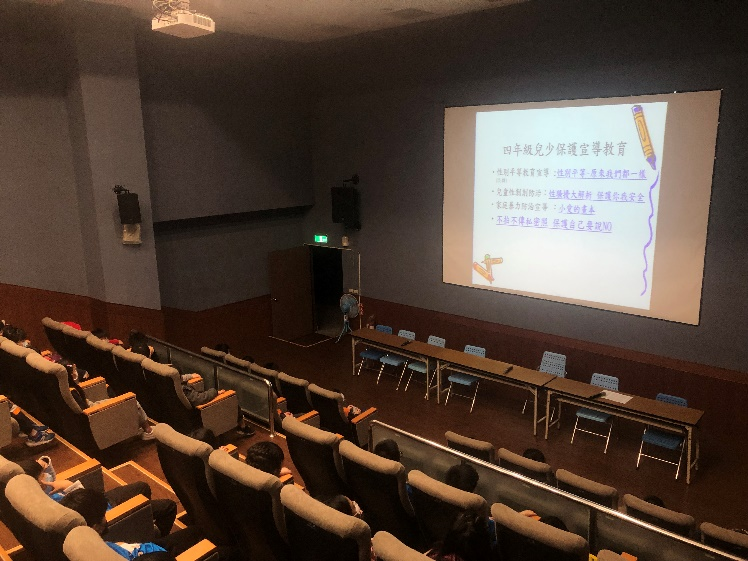 四年級兒少保護宣導教育
• 性別平等教育宣導：性別平等-原來我們都一樣
• 兒童性剝削防治：性騷擾大解析 保護你我安全
• 家庭暴力防治宣導：小愛的畫本
• 不拍不傳私密照 保護自己要說NO